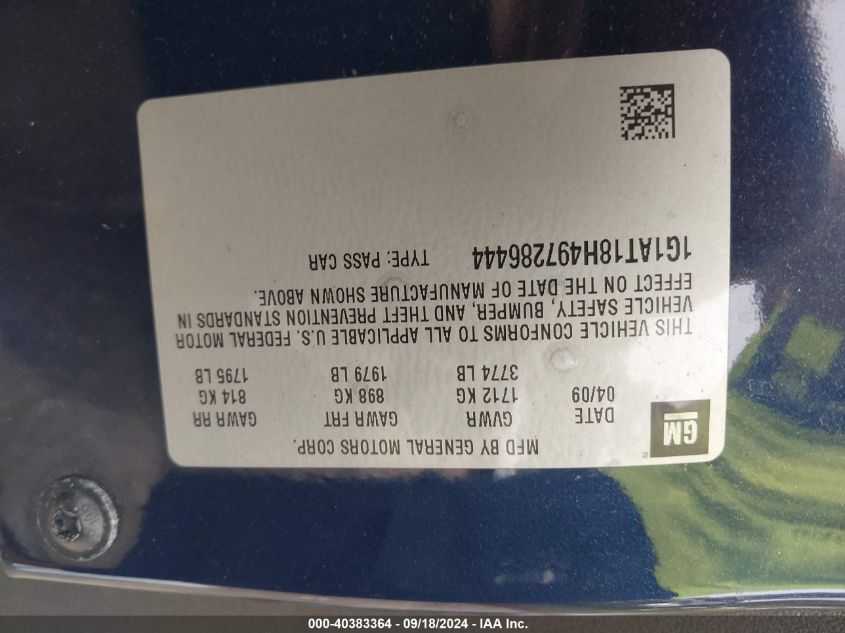 MFD BY GENERAL MOTORS CORP.
GM ®
DATE GVWR GAWR FRT GAWR RR
04/09 1712 KG 898 KG 814 KG
3774 LB 1979 LB 1795 LB
THIS VEHICLE CONFORMS TO ALL APPLICABLE U.S. FEDERAL MOTOR
VEHICLE SAFETY, BUMPER, AND THEFT PREVENTION STANDARDS IN
EFFECT ON THE DATE OF MANUFACTURE SHOWN ABOVE.
1G1AT18H497286444 TYPE: PASS CAR
000-40383364 - 09/18/2024 - IAAI Inc.